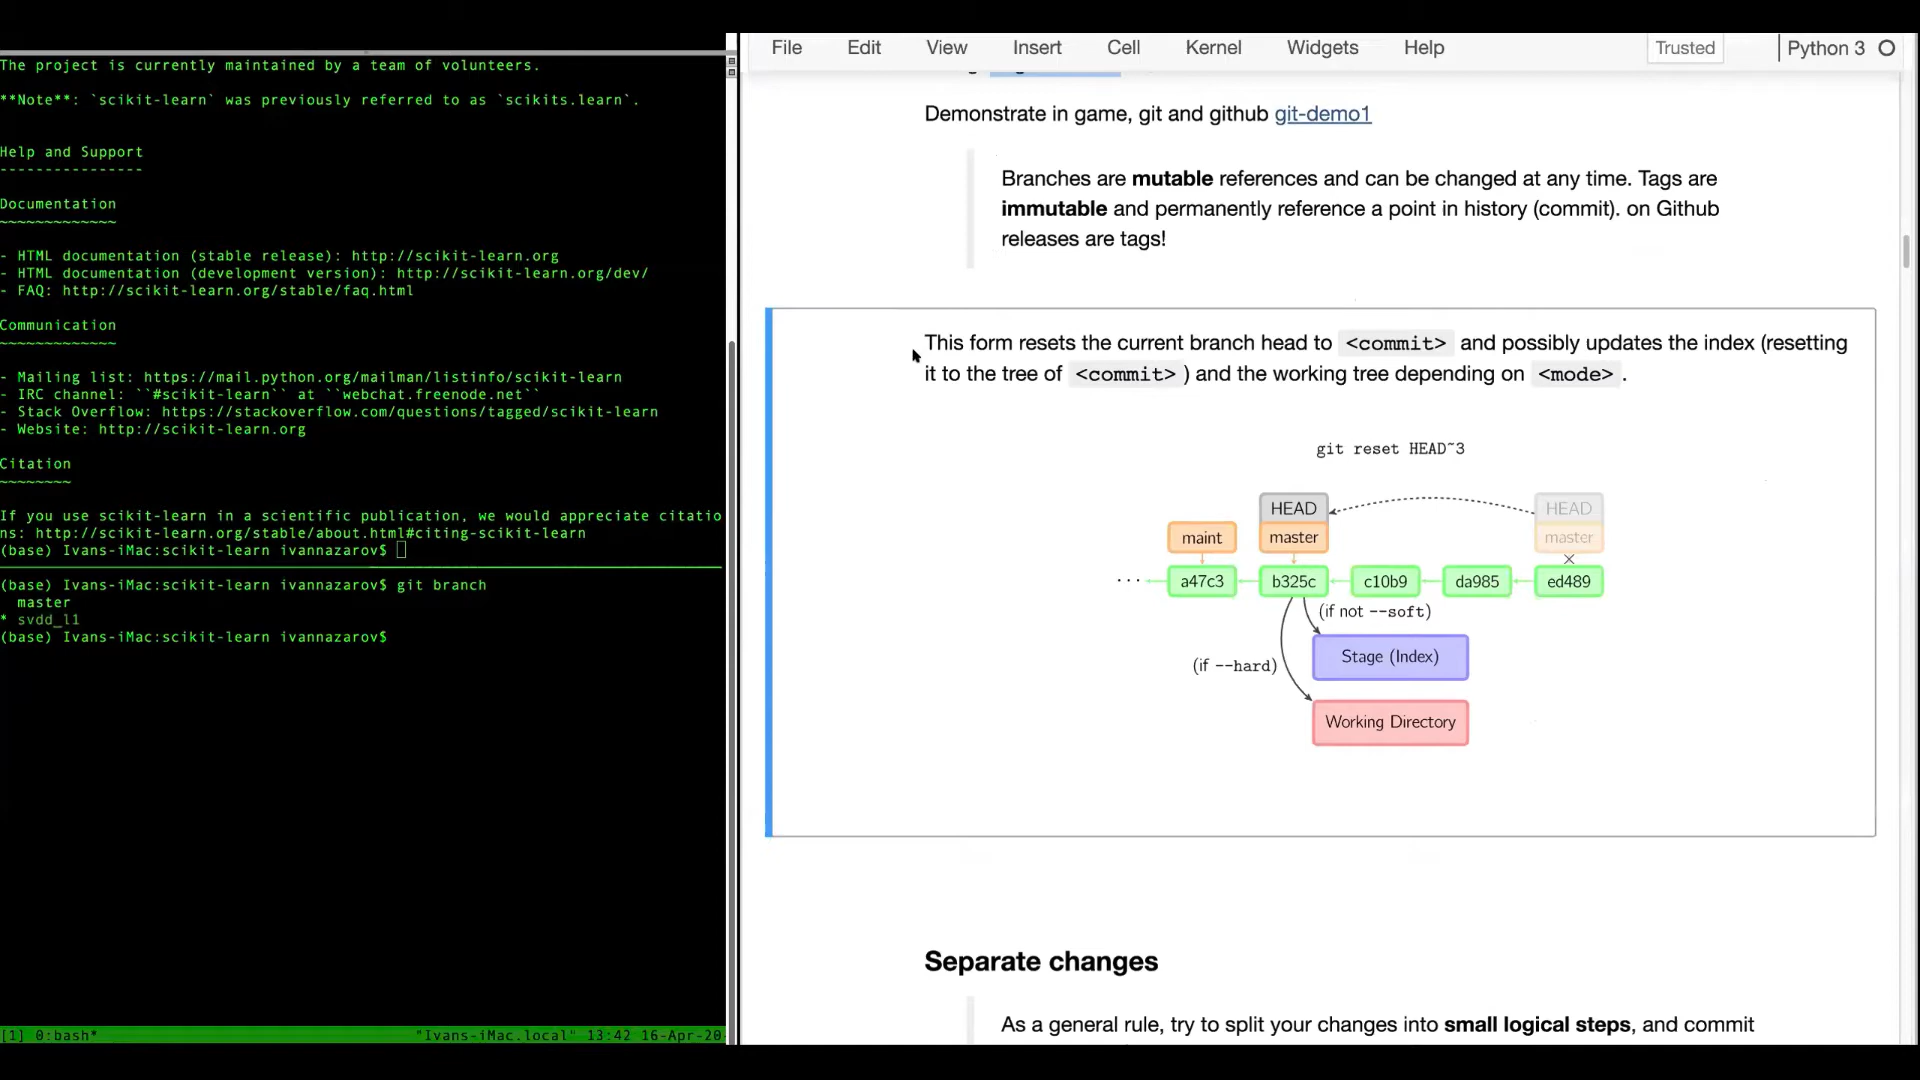 The project is currently maintained by a team of volunteers.
**Note**: `scikit-learn` was previously referred to as `scikits.learn`.
Help and Support
----------------
Documentation
~~~~~~~~~~~~~
- HTML documentation (stable release): http://scikit-learn.org
- HTML documentation (development version): http://scikit-learn.org/dev/
- FAQ: http://scikit-learn.org/stable/faq.html
Communication
~~~~~~~~~~~~~
- Mailing list: https://mail.python.org/mailman/listinfo/scikit-learn
- IRC channel: ``#scikit-learn`` at ``webchat.freenode.net``
- Stack Overflow: https://stackoverflow.com/questions/tagged/scikit-learn
- Website: http://scikit-learn.org
Citation
~~~~~~~~
If you use scikit-learn in a scientific publication, we would appreciate citatio
ns: http://scikit-learn.org/stable/about.html#citing-scikit-learn
(base) Ivans-iMac:scikit-learn ivannazarov$
(base) Ivans-iMac:scikit-learn ivannazarov$ git branch
master
* svdd_l1
(base) Ivans-iMac:scikit-learn ivannazarov$
[1] 0:bash* "Ivans-iMac.local" 13:42 16-Apr-20
File Edit View Insert Cell Kernel Widgets Help Trusted Python 3
Demonstrate in game, git and github git-demo1
Branches are mutable references and can be changed at any time. Tags are
immutable and permanently reference a point in history (commit). on Github
releases are tags!
This form resets the current branch head to <commit> and possibly updates the index (resetting
it to the tree of <commit> ) and the working tree depending on <mode> .
git reset HEAD~3
HEAD HEAD
maint master master
... a47c3 b325c c10b9 da985 ed489
(if not --soft)
Stage (Index)
(if --hard)
Working Directory
Separate changes
As a general rule, try to split your changes into small logical steps, and commit